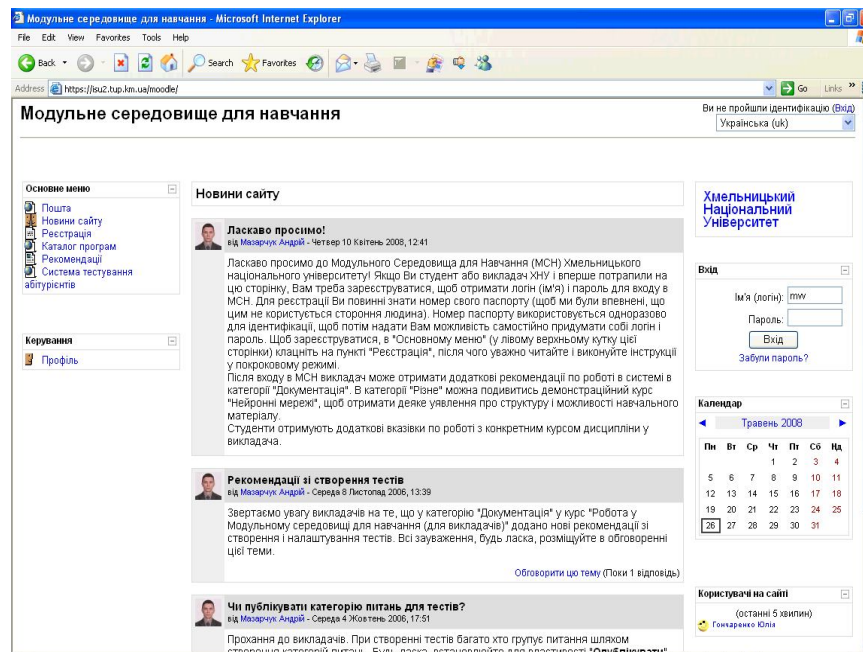 Модульне середовище для навчання - Microsoft Internet Explorer
File Edit View Favorites Tools Help
Back Search Favorites
Address https://isu2.tup.km.ua/moodle/ Go Links »
Модульне середовище для навчання
Ви не пройшли ідентифікацію (Вхід)
Українська (uk)
Основне меню
Пошта
Новини сайту
Реєстрація
Каталог програм
Рекомендації
Система тестування
абітурієнтів
Керування
Профіль
Новини сайту
Ласкаво просимо!
від Мазарчук Андрій - Четвер 10 Квітень 2008, 12:41
Ласкаво просимо до Модульного Середовища для Навчання (МСН) Хмельницького
національного університету! Якщо Ви студент або викладач ХНУ і вперше потрапили на
цю сторінку, Вам треба зареєструватися, щоб отримати логін (ім'я) і пароль для входу в
МСН. Для реєстрації Ви повинні знати номер свого паспорту (щоб ми були впевнені, що
цим не користується стороння людина). Номер паспорту використовується одноразово
для ідентифікації, щоб потім надати Вам можливість самостійно придумати собі логін і
пароль. Щоб зареєструватися, в "Основному меню" (у лівому верхньому кутку цієї
сторінки) клацніть на пункті "Реєстрація", після чого уважно читайте і виконуйте інструкції
у покроковому режимі.
Після входу в МСН викладач може отримати додаткові рекомендації по роботі в системі в
категорії "Документація". В категорії "Різне" можна подивитись демонстраційний курс
"Нейронні мережі", щоб отримати деяке уявлення про структуру і можливості навчального
матеріалу.
Студенти отримують додаткові вказівки по роботі з конкретним курсом дисципліни у
викладача.
Рекомендації зі створення тестів
від Мазарчук Андрій - Середа 8 Листопад 2006, 13:39
Звертаємо увагу викладачів на те, що у категорію "Документація" у курс "Робота у
Модульному середовищі для навчання (для викладачів)" додано нові рекомендації зі
створення і налаштування тестів. Всі зауваження, будь ласка, розміщуйте в обговоренні
цієї теми.
Обговорити цю тему (Поки 1 відповідь)
Чи публікувати категорію питань для тестів?
від Мазарчук Андрій - Середа 4 Жовтень 2006, 17:51
Прохання до викладачів. При створенні тестів багато хто групує питання шляхом
створення категорій питань. Будь ласка, встановлюйте для властивості "Опублікувати"
Хмельницький
Національний
Університет
Вхід
Ім'я (логін): mw
Пароль:
Вхід
Забули пароль?
Календар
Травень 2008
Пн Вт Ср Чт Пт Сб Нд
1 2 3 4
5 6 7 8 9 10 11
12 13 14 15 16 17 18
19 20 21 22 23 24 25
26 27 28 29 30 31
Користувачі на сайті
(останні 5 хвилин)
Гончаренко Юлія